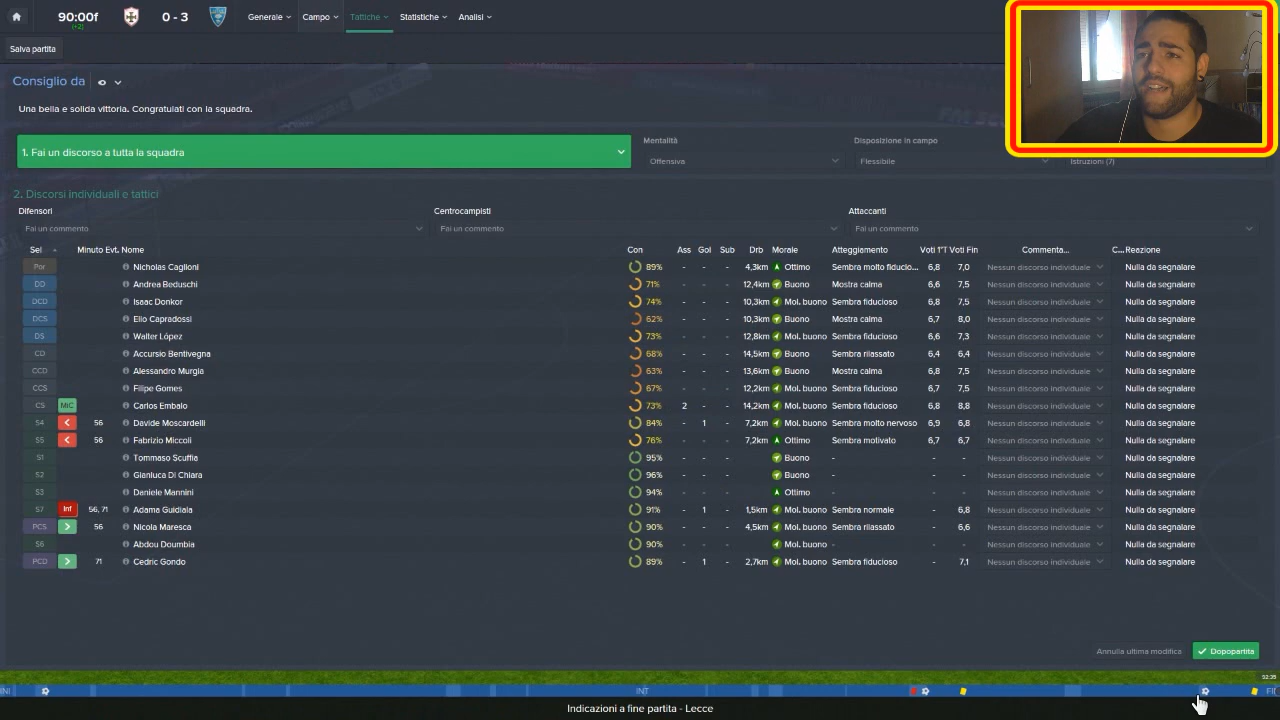 90:00f (+2) 0 - 3 Generale Campo Tattiche Statistiche Analisi
Salva partita
Consiglio da
Una bella e solida vittoria. Congratulati con la squadra.
1. Fai un discorso a tutta la squadra
Mentalità Disposizione in campo
Offensiva Flessibile Istruzioni (7)
2. Discorsi individuali e tattici
Difensori Centrocampisti Attaccanti
Fai un commento Fai un commento Fai un commento
Sel Minuto Evt. Nome Con Ass Gol Sub Drb Morale Atteggiamento Voti 1°T Voti Fin Commenta... C... Reazione
Por Nicholas Caglioni 89% - - - 4,3km Ottimo Sembra molto fiducio... 6,8 7,0 Nessun discorso individuale Nulla da segnalare
DD Andrea Beduschi 71% - - - 12,4km Buono Mostra calma 6,6 7,5 Nessun discorso individuale Nulla da segnalare
DCD Isaac Donkor 74% - - - 10,3km Mol. buono Sembra fiducioso 6,8 7,5 Nessun discorso individuale Nulla da segnalare
DCS Elio Capradossi 62% - - - 10,3km Buono Mostra calma 6,7 8,0 Nessun discorso individuale Nulla da segnalare
DS Walter López 73% - - - 12,8km Mol. buono Sembra fiducioso 6,6 7,3 Nessun discorso individuale Nulla da segnalare
CD Accursio Bentivegna 68% - - - 14,5km Buono Sembra rilassato 6,4 6,4 Nessun discorso individuale Nulla da segnalare
CCD Alessandro Murgia 63% - - - 13,6km Buono Mostra calma 6,8 7,5 Nessun discorso individuale Nulla da segnalare
CCS Filipe Gomes 67% - - - 12,2km Mol. buono Sembra fiducioso 6,7 7,5 Nessun discorso individuale Nulla da segnalare
CS MiC Carlos Embalo 73% 2 - - 14,2km Mol. buono Sembra fiducioso 6,8 8,8 Nessun discorso individuale Nulla da segnalare
S4 56 Davide Moscardelli 84% - 1 - 7,2km Mol. buono Sembra molto nervoso 6,9 6,8 Nessun discorso individuale Nulla da segnalare
S5 56 Fabrizio Miccoli 76% - - - 7,2km Ottimo Sembra motivato 6,7 6,7 Nessun discorso individuale Nulla da segnalare
S1 Tommaso Scuffia 95% - - - Buono - Nessun discorso individuale Nulla da segnalare
S2 Gianluca Di Chiara 96% - - - Buono - Nessun discorso individuale Nulla da segnalare
S3 Daniele Mannini 94% - - - Ottimo - Nessun discorso individuale Nulla da segnalare
S7 Inf 56, 71 Adama Guidiala 91% - 1 - 1,5km Mol. buono Sembra normale - 6,8 Nessun discorso individuale Nulla da segnalare
PCS 56 Nicola Maresca 90% - - - 4,5km Mol. buono Sembra rilassato - 6,6 Nessun discorso individuale Nulla da segnalare
S6 Abdou Doumbia 90% - - - Mol. buono - Nessun discorso individuale Nulla da segnalare
PCD 71 Cedric Gondo 89% - 1 - 2,7km Mol. buono Sembra fiducioso - 7,1 Nessun discorso individuale Nulla da segnalare
Annulla ultima modifica Dopopartita
INT
Indicazioni a fine partita - Lecce